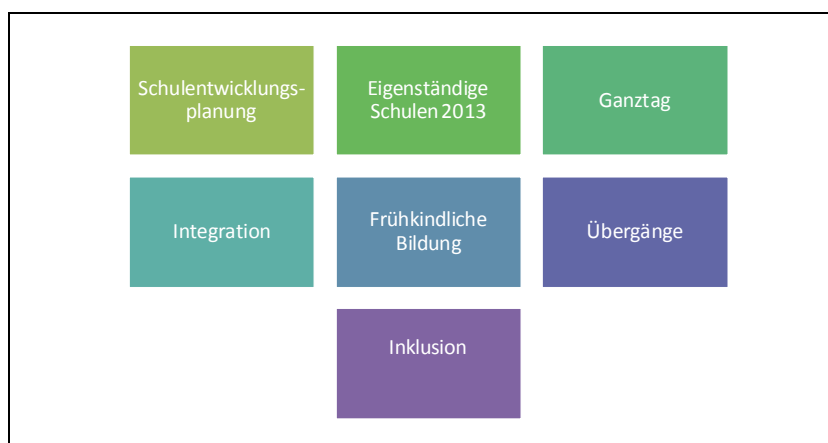 Schulentwicklungs-
planung
Eigenständige
Schulen 2013
Ganztag
Integration
Frühkindliche
Bildung
Übergänge
Inklusion